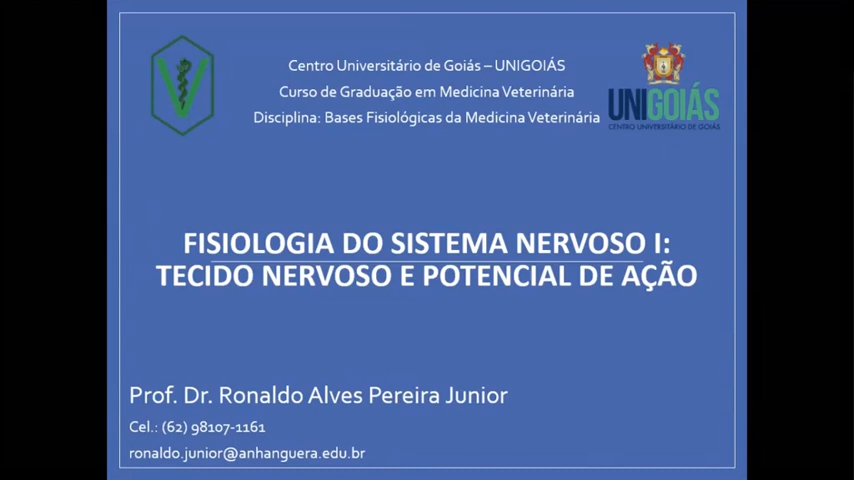 Centro Universitário de Goiás – UNIGOIÁS
Curso de Graduação em Medicina Veterinária
Disciplina: Bases Fisiológicas da Medicina Veterinária
V
UNIGOIÁS
CENTRO UNIVERSITÁRIO DE GOIÁS
FISIOLOGIA DO SISTEMA NERVOSO I:
TECIDO NERVOSO E POTENCIAL DE AÇÃO
Prof. Dr. Ronaldo Alves Pereira Junior
Cel.: (62) 98107-1161
ronaldo.junior@anhanguera.edu.br